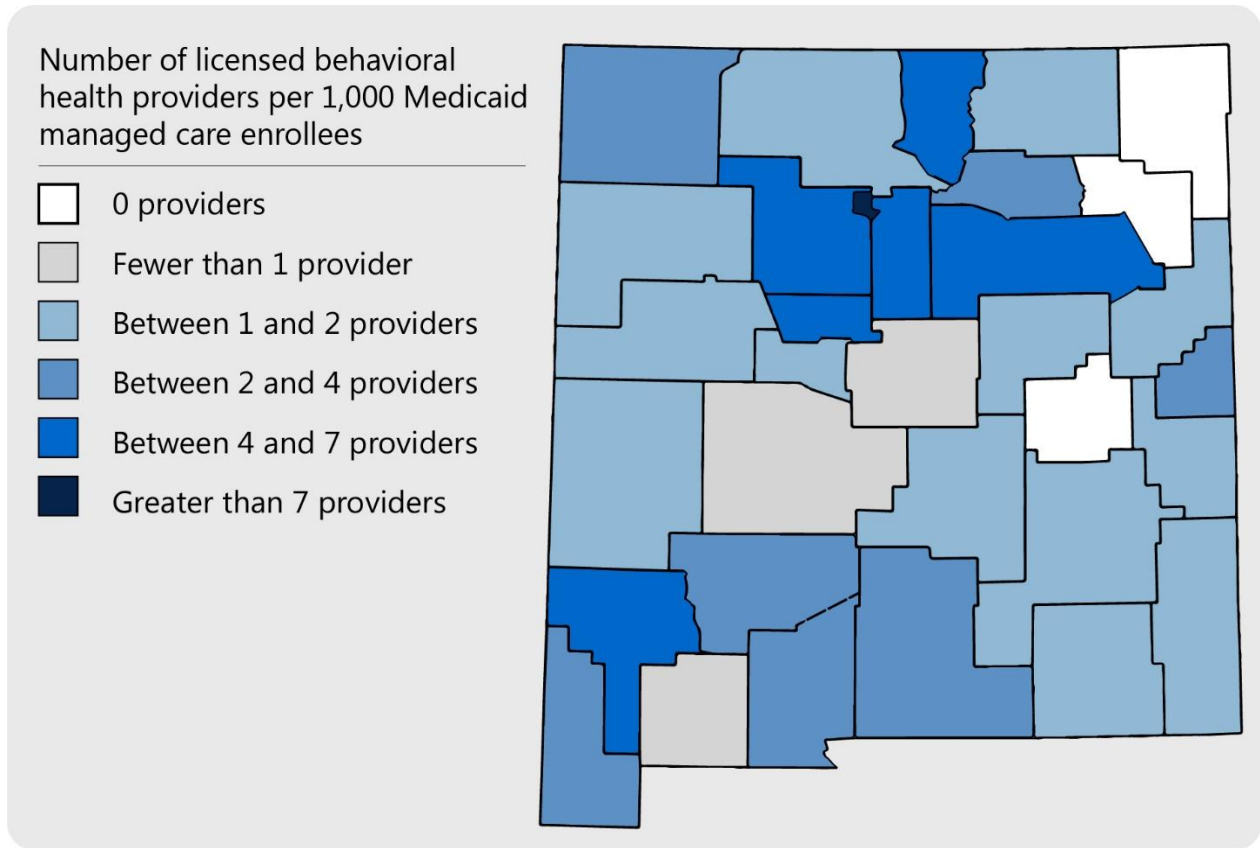 Number of licensed behavioral
health providers per 1,000 Medicaid
managed care enrollees
0 providers
Fewer than 1 provider
Between 1 and 2 providers
Between 2 and 4 providers
Between 4 and 7 providers
Greater than 7 providers